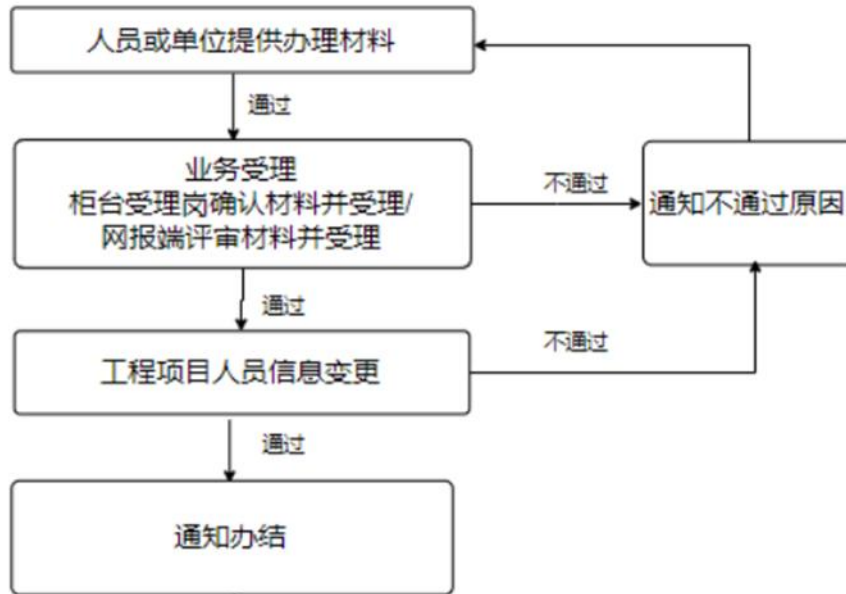 人员或单位提供办理材料
通过
业务受理
柜台受理岗确认材料并受理/
网报端评审材料并受理
不通过
通知不通过原因
通过
工程项目人员信息变更
不通过
通过
通知办结